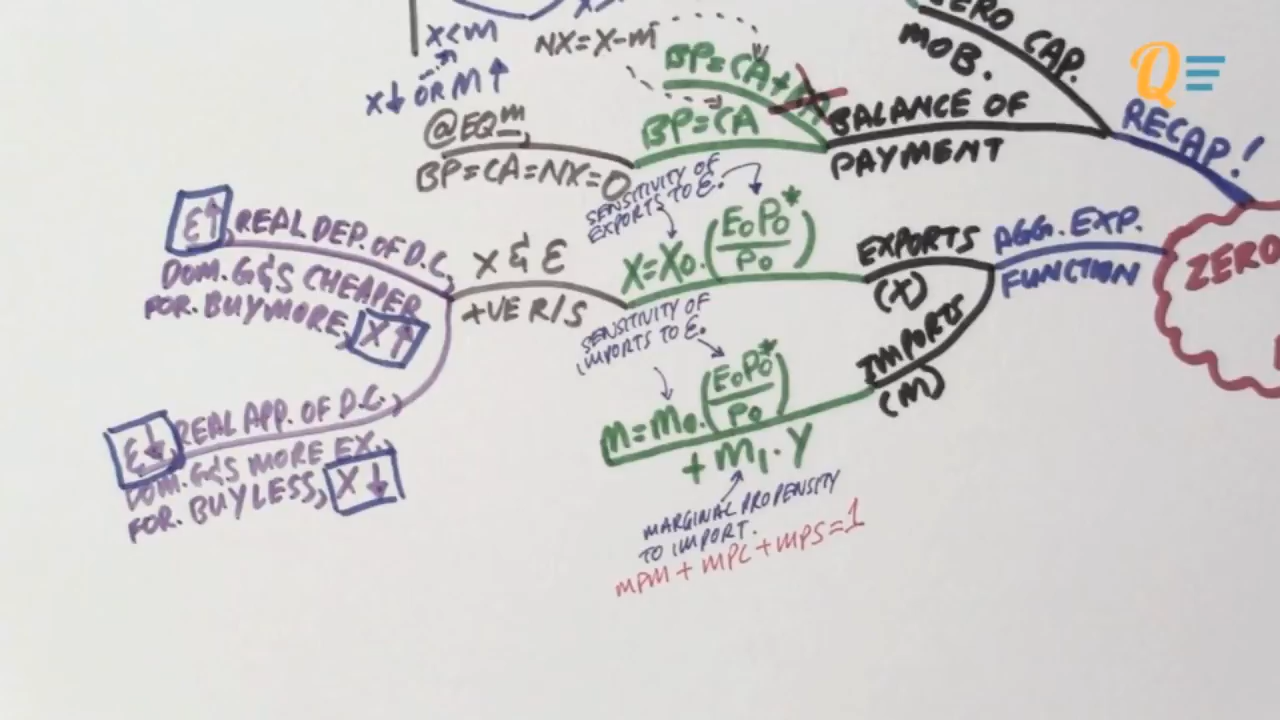 ZERO CAP.
MOB.
X<M
X↓ OR M↑
NX=X-M
BP=CA+KA
BP=CA
@EQM
BP=CA=NX=0
BALANCE OF
PAYMENT
RECAP!
Q
SENSITIVITY OF
EXPORTS TO ε.
X=X0.(E0P0*/P0)
EXPORTS
(X)
AGG. EXP.
FUNCTION
ZERO
X & ε
+VE R/S
ε↑, REAL DEP. OF D.C.,
DOM. G&S CHEAPER
FOR. BUY MORE, X↑
ε↓, REAL APP. OF D.C.,
DOM. G&S MORE EX.,
FOR. BUY LESS, X↓
SENSITIVITY OF
IMPORTS TO ε.
IMPORTS
(M)
M=M0.(E0P0*/P0)
+ M1.Y
MARGINAL PROPENSITY
TO IMPORT.
MPM + MPC + MPS = 1